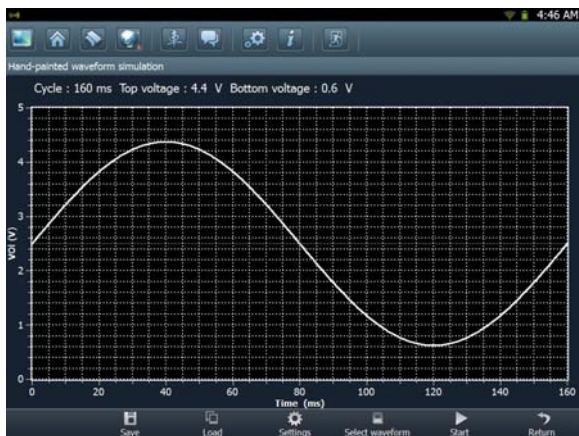 4:46 AM
Hand-painted waveform simulation
Cycle : 160 ms Top voltage : 4.4 V Bottom voltage : 0.6 V
5
4
3
2
1
0
Vol (V)
0 20 40 60 80 100 120 140 160
Time (ms)
Save Load Settings Select waveform Start Return